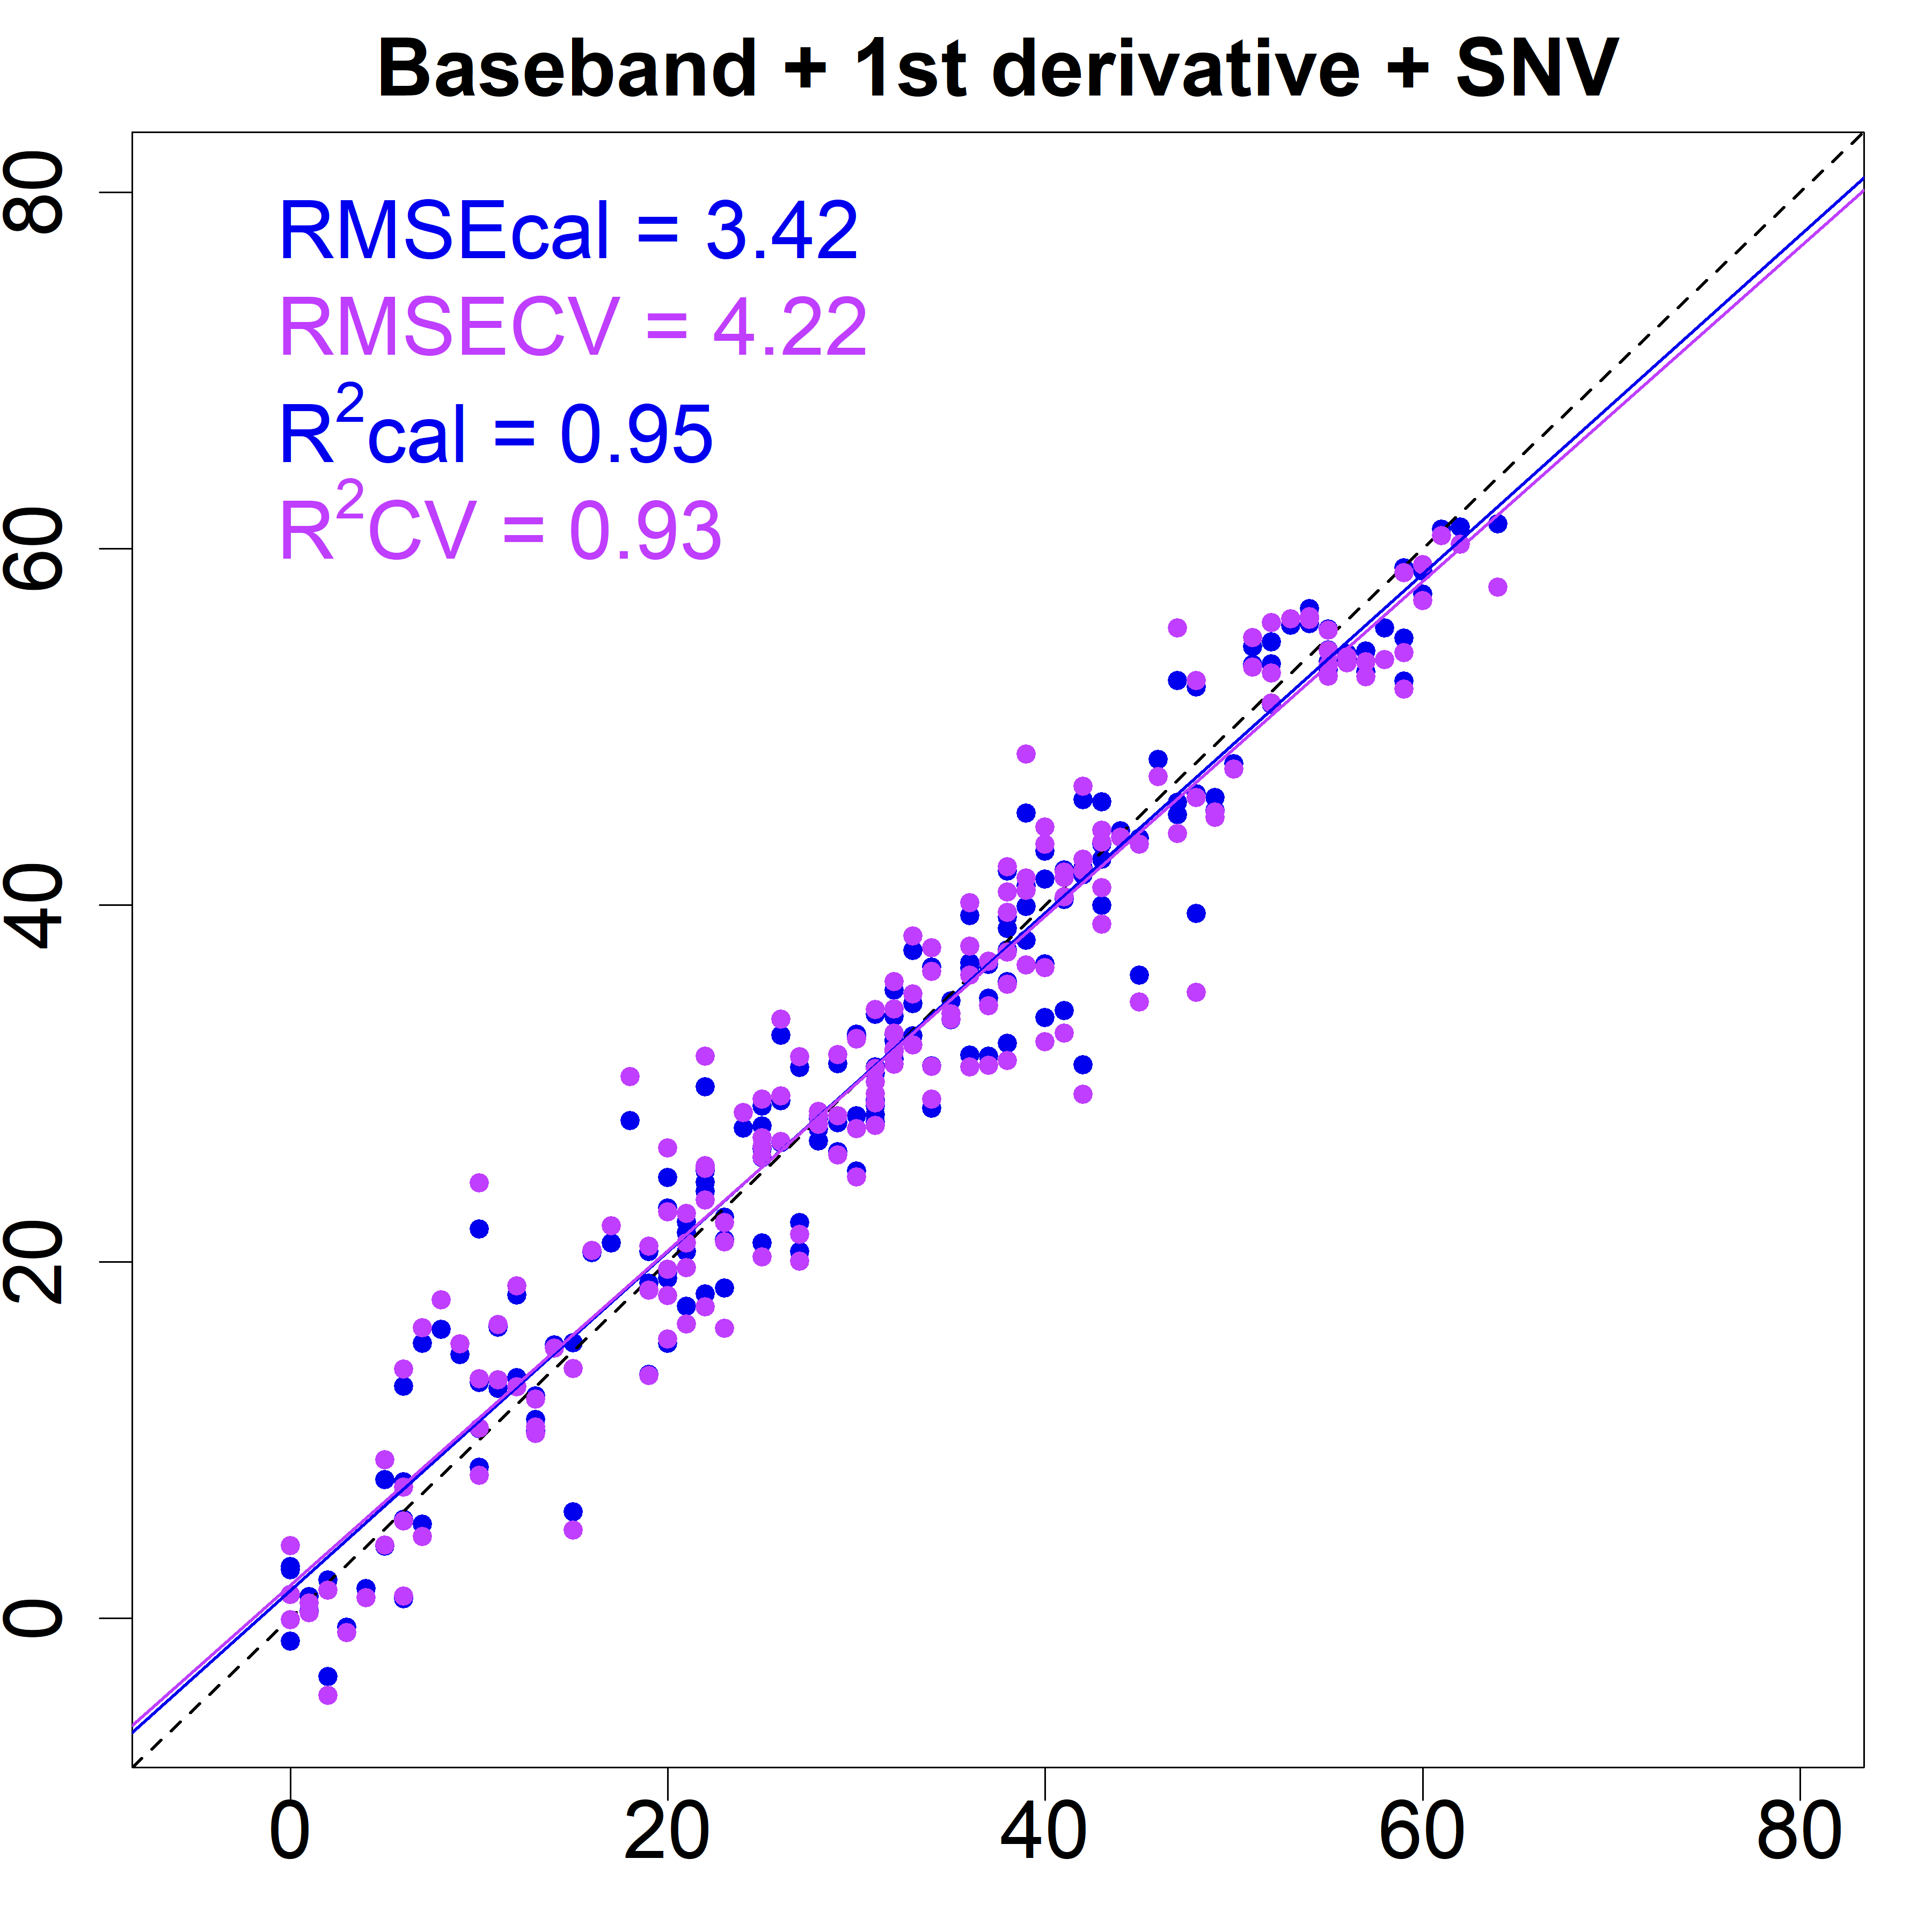 Baseband + 1st derivative + SNV
RMSEcal = 3.42
RMSECV = 4.22
R²cal = 0.95
R²CV = 0.93
80
60
40
20
0
0 20 40 60 80